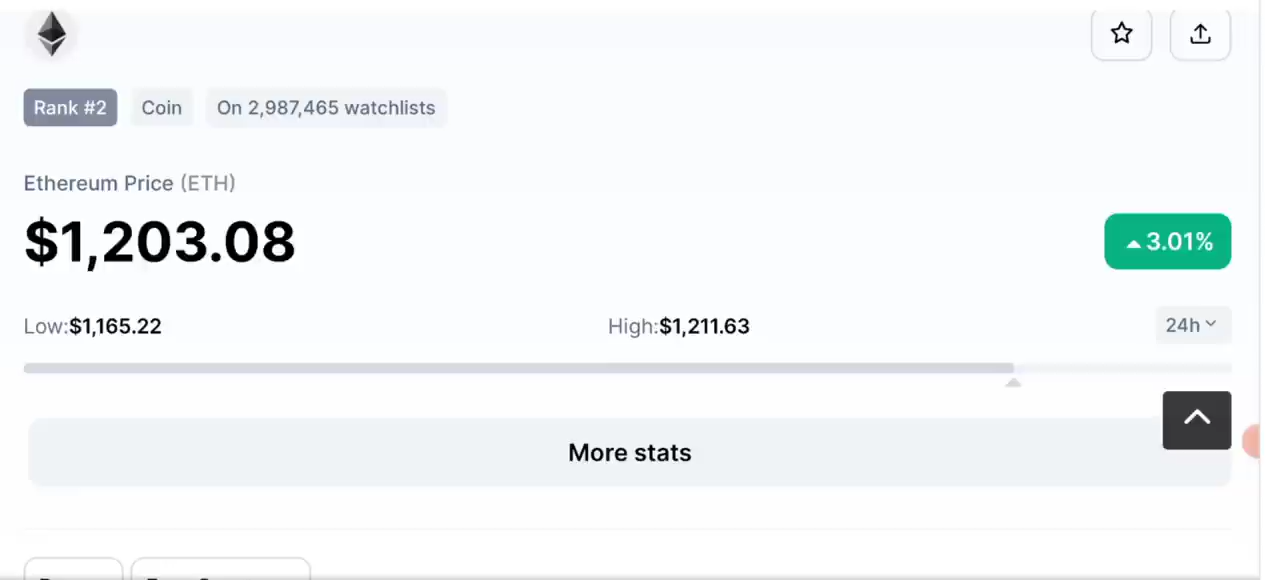 Rank #2 Coin On 2,987,465 watchlists
Ethereum Price (ETH)
$1,203.08 3.01%
Low:$1,165.22 High:$1,211.63 24h
More stats